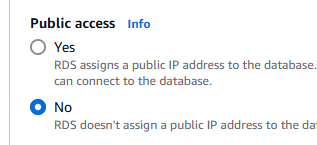 Public access Info
Yes
RDS assigns a public IP address to the database.
can connect to the database.
No
RDS doesn't assign a public IP address to the